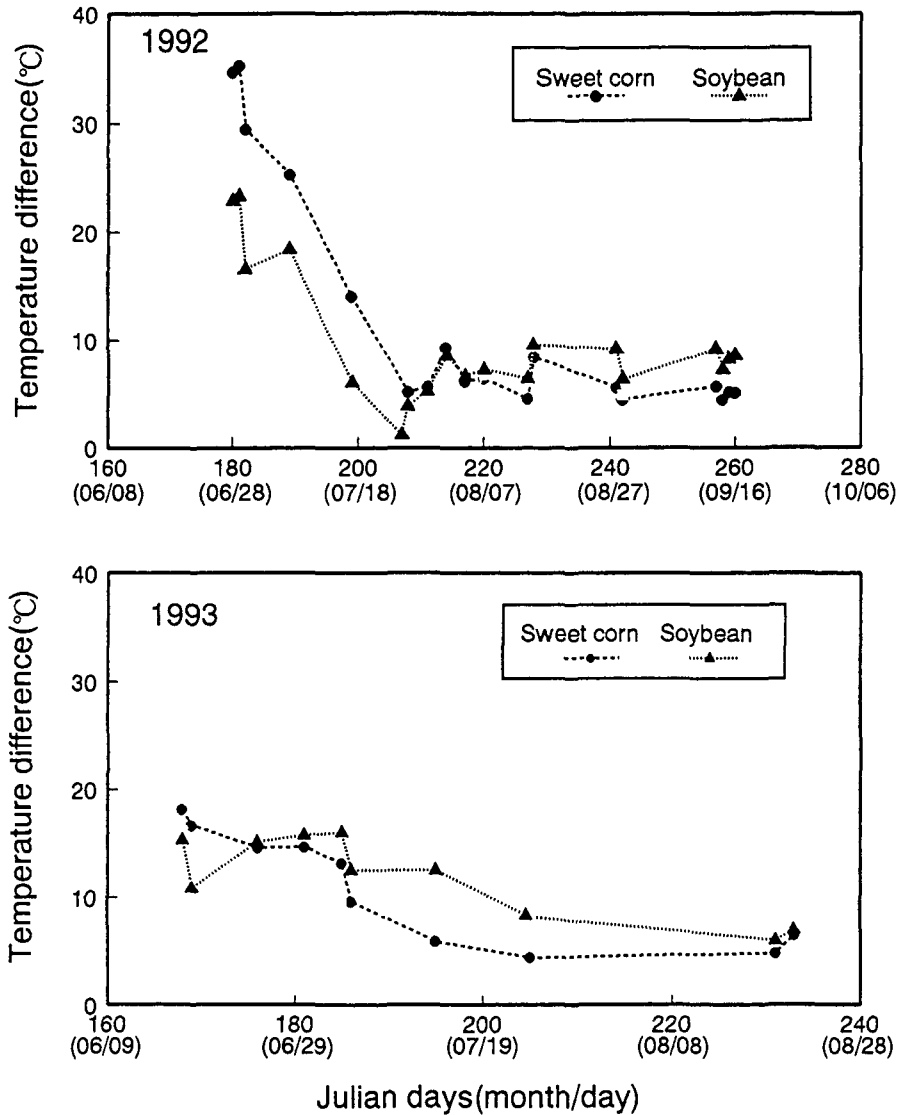 1992
Temperature difference(℃)
Sweet corn Soybean
40
30
20
10
0
160 180 200 220 240 260 280
(06/08) (06/28) (07/18) (08/07) (08/27) (09/16) (10/06)
1993
Temperature difference(℃)
Sweet corn Soybean
40
30
20
10
0
160 180 200 220 240
(06/09) (06/29) (07/19) (08/08) (08/28)
Julian days(month/day)